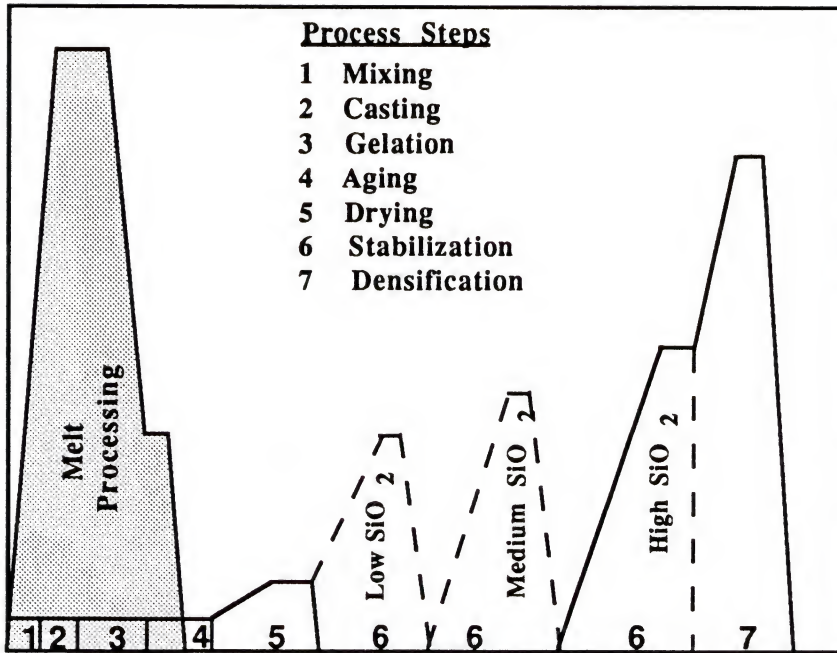 Process Steps
1 Mixing
2 Casting
3 Gelation
4 Aging
5 Drying
6 Stabilization
7 Densification
Melt
Processing
Low SiO2
Medium SiO2
High SiO2
1 2 3 4 5 6 6 6 7